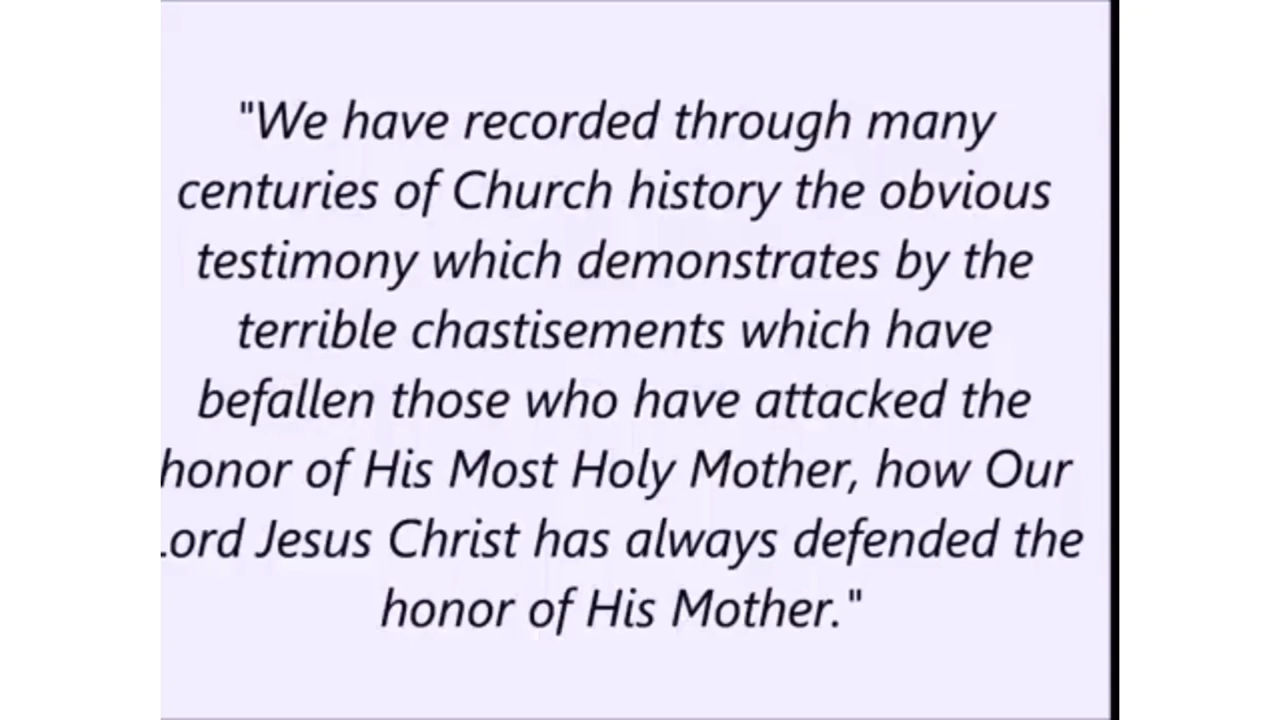 "We have recorded through many
centuries of Church history the obvious
testimony which demonstrates by the
terrible chastisements which have
befallen those who have attacked the
honor of His Most Holy Mother, how Our
Lord Jesus Christ has always defended the
honor of His Mother."